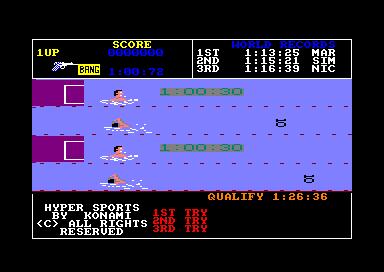 SCORE
1UP 0000000
BANG 1:00:72
WORLD RECORDS
1ST 1:13:25 MAR
2ND 1:15:21 SIM
3RD 1:16:39 NIC
1:00:30
1:00:30
QUALIFY 1:26:36
HYPER SPORTS
BY KONAMI
<C> ALL RIGHTS
RESERVED
1ST TRY
2ND TRY
3RD TRY